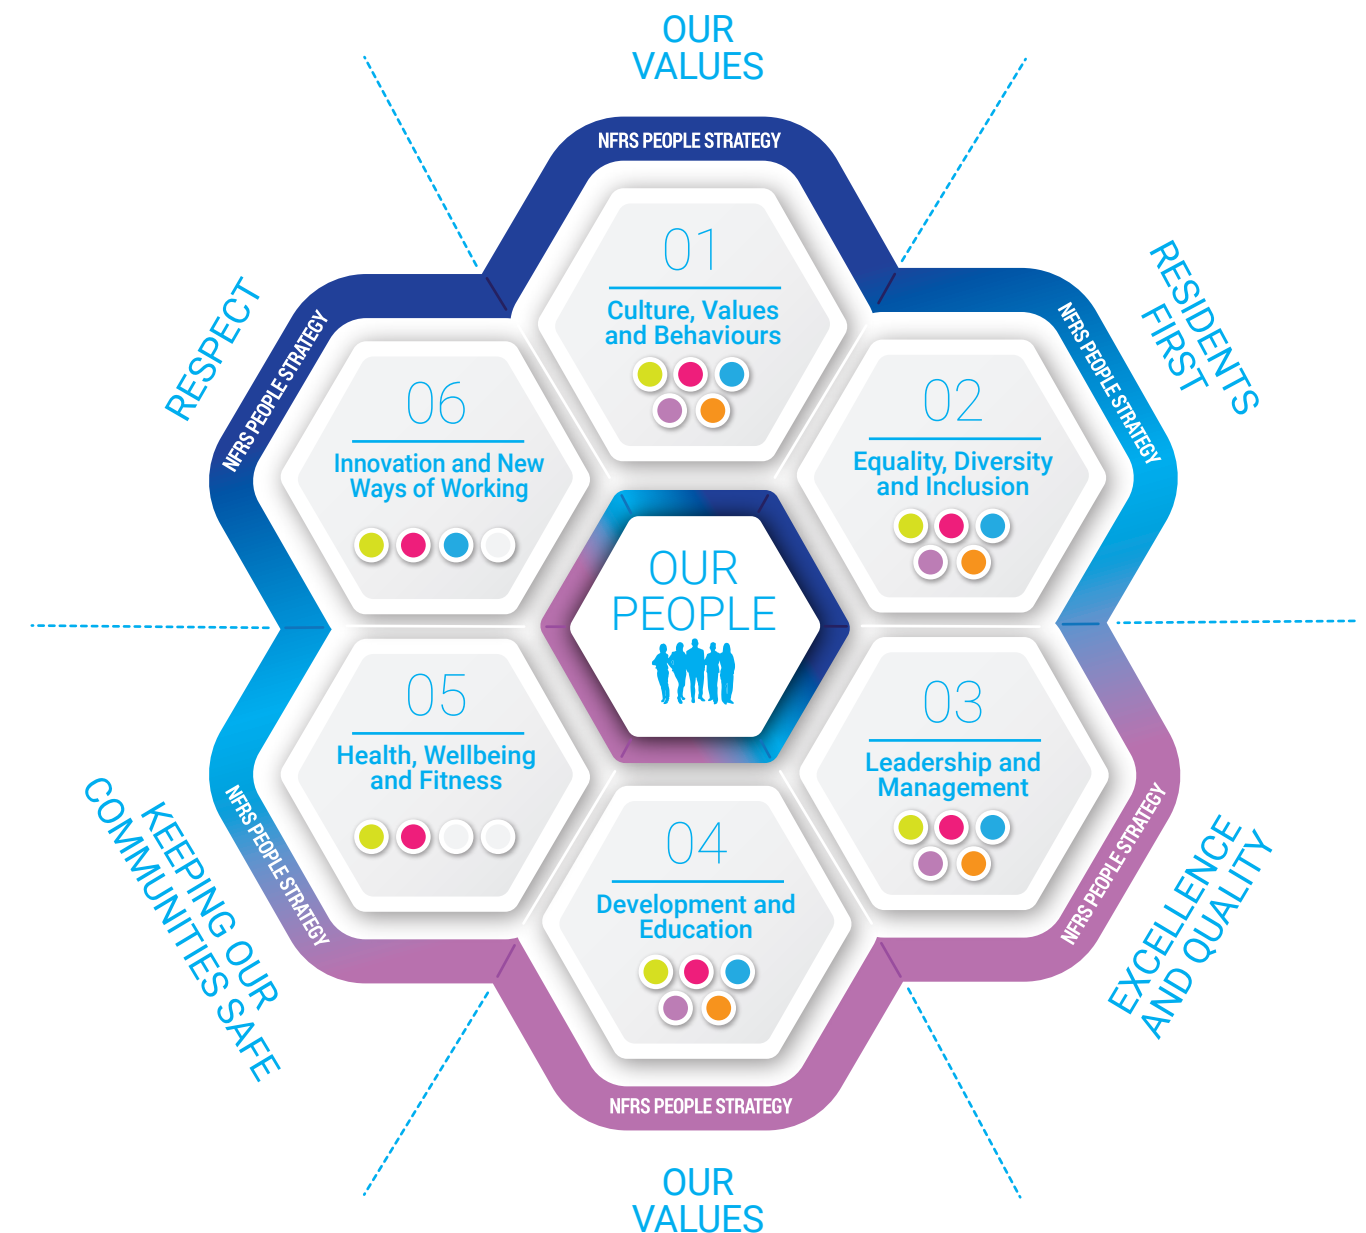 OUR
VALUES
NFRS PEOPLE STRATEGY
01
Culture, Values
and Behaviours
RESIDENTS
FIRST
NFRS PEOPLE STRATEGY
02
Equality, Diversity
and Inclusion
EXCELLENCE
AND QUALITY
NFRS PEOPLE STRATEGY
03
Leadership and
Management
04
Development and
Education
NFRS PEOPLE STRATEGY
OUR
VALUES
KEEPING OUR
COMMUNITIES SAFE
NFRS PEOPLE STRATEGY
05
Health, Wellbeing
and Fitness
RESPECT
NFRS PEOPLE STRATEGY
06
Innovation and New
Ways of Working
OUR
PEOPLE